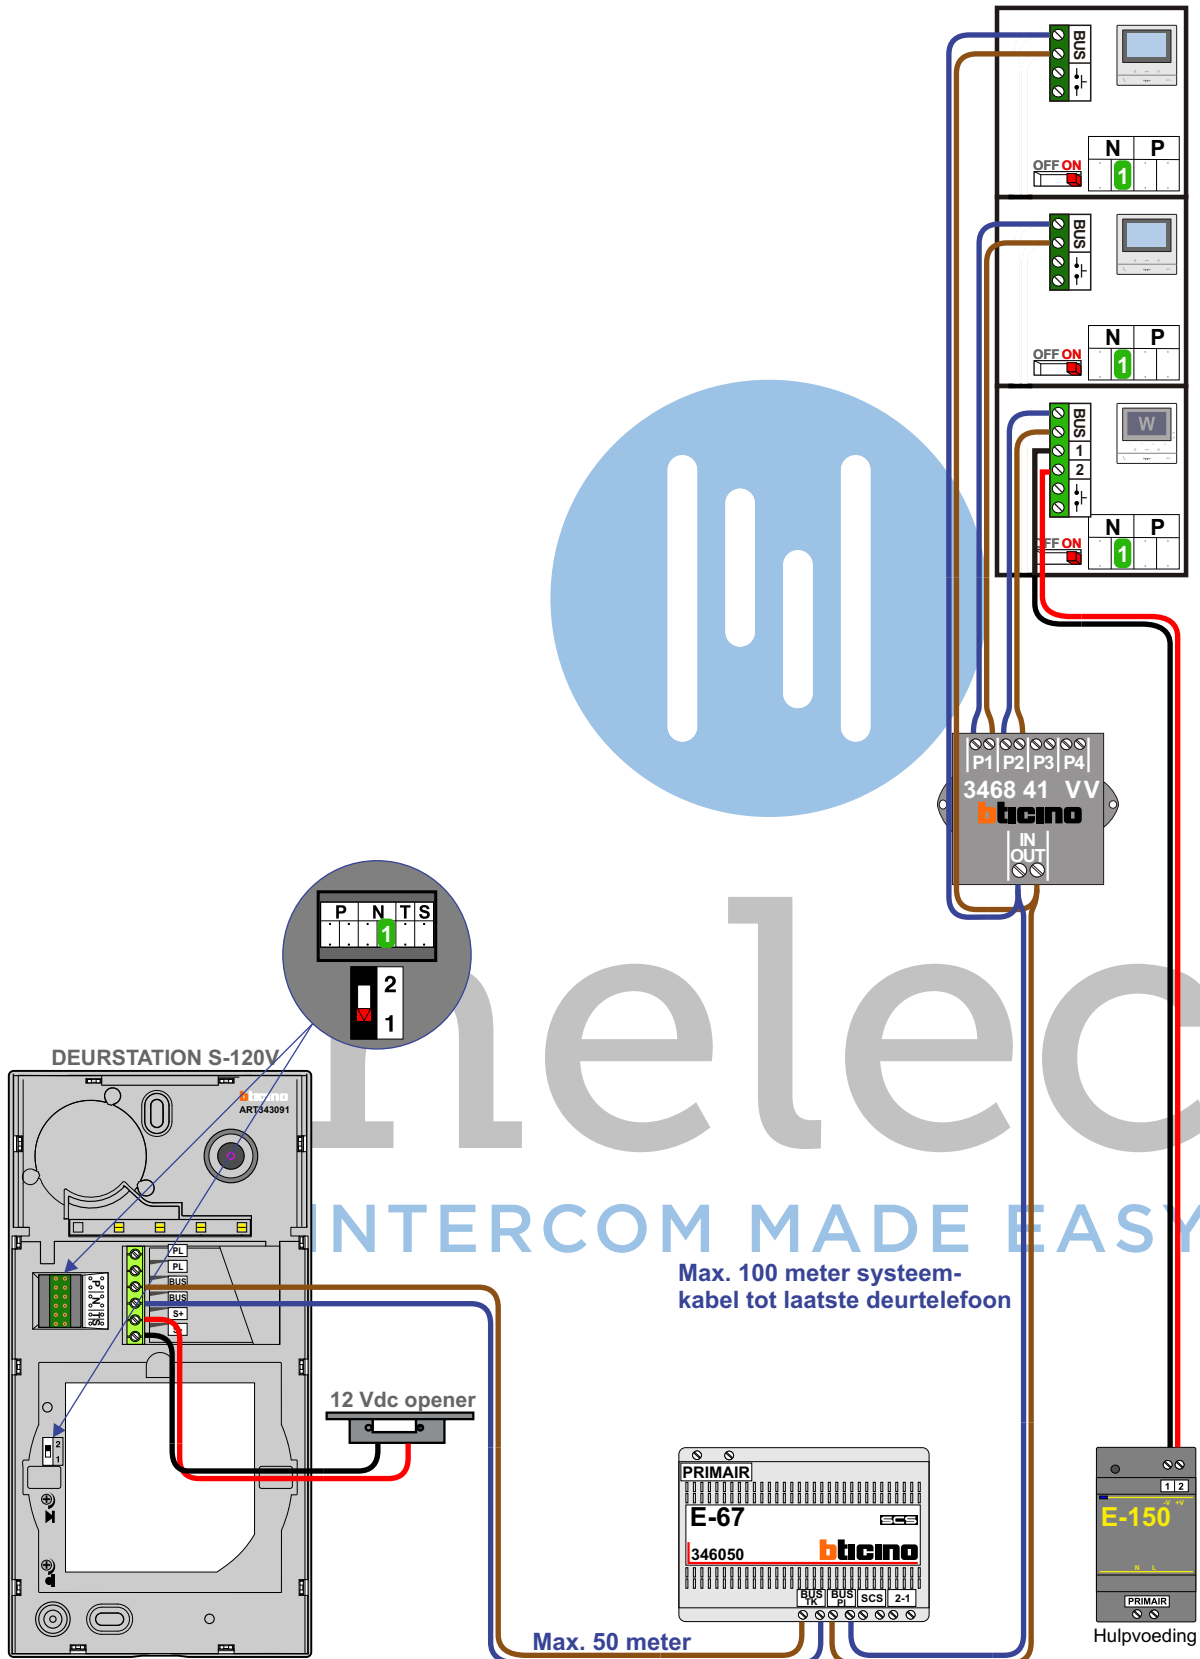 BUS
OFF ON
N P
1
BUS
OFF ON
N P
1
BUS
1
2
W
OFF ON
N P
1
P1 P2 P3 P4
3468 41 VV
bticino
IN
OUT
P N T S
1
2
1
DEURSTATION S-120V
bticino
ART343091
nelec
INTERCOM MADE EASY
PL
PL
BUS
BUS
S+
P N T S
2
1
Max. 100 meter systeem-
kabel tot laatste deurtelefoon
12 Vdc opener
PRIMAIR
E-67
SCS
346050
bticino
BUS TK
BUS PI
SCS
2-1
Max. 50 meter
1 2
-V +V
E-150
N L
PRIMAIR
Hulpvoeding